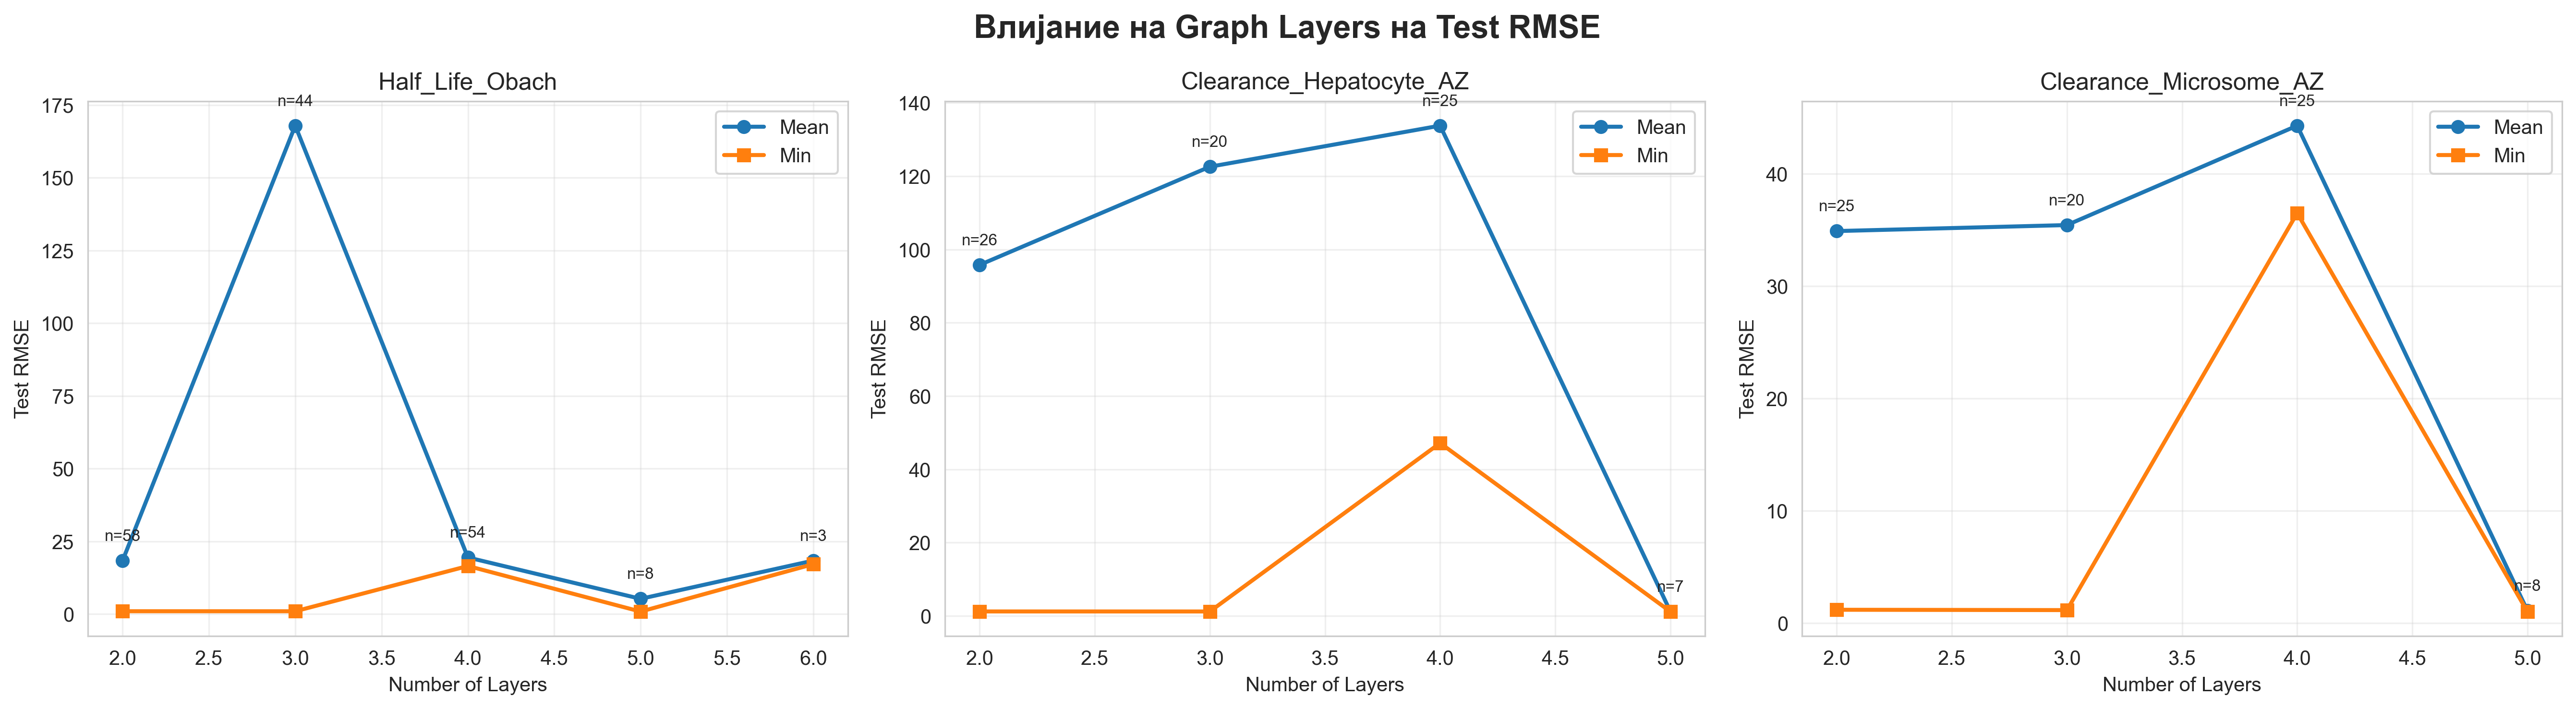 Влијание на Graph Layers на Test RMSE
Half_Life_Obach
n=44
175
150
125
100
75
50
25
0
Test RMSE
n=58
n=54
n=8
n=3
Mean
Min
2.0 2.5 3.0 3.5 4.0 4.5 5.0 5.5 6.0
Number of Layers
Clearance_Hepatocyte_AZ
n=25
140
120
100
80
60
40
20
0
Test RMSE
n=26
n=20
n=7
Mean
Min
2.0 2.5 3.0 3.5 4.0 4.5 5.0
Number of Layers
Clearance_Microsome_AZ
n=25
40
30
20
10
0
Test RMSE
n=25
n=20
n=8
Mean
Min
2.0 2.5 3.0 3.5 4.0 4.5 5.0
Number of Layers